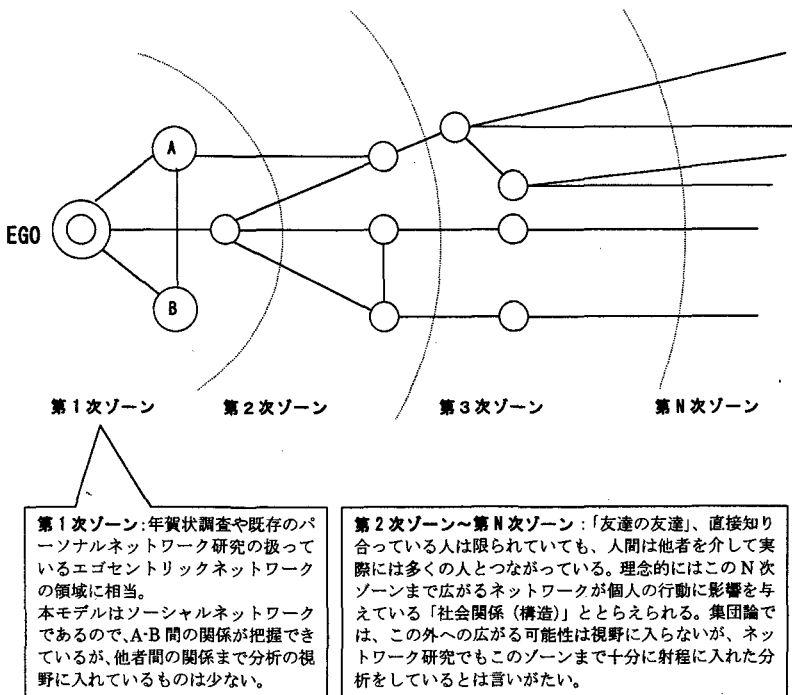 A
EGO
B
第1次ゾーン 第2次ゾーン 第3次ゾーン 第N次ゾーン
第1次ゾーン:年賀状調査や既存のパ
ーソナルネットワーク研究の扱って
いるエゴセントリックネットワーク
の領域に相当。
本モデルはソーシャルネットワーク
であるので、A-B間の関係が把握でき
ているが、他者間の関係まで分析の視
野に入れているものは少ない。
第2次ゾーン~第N次ゾーン:「友達の友達」、直接知り
合っている人は限られていても、人間は他者を介して実
際には多くの人とつながっている。理念的にはこのN次
ゾーンまで広がるネットワークが個人の行動に影響を与
えている「社会関係(構造)」ととらえられる。集団論で
は、この外への広がる可能性は視野に入らないが、ネッ
トワーク研究でもこのゾーンまで十分に射程に入れた分
析をしているとは言いがたい。